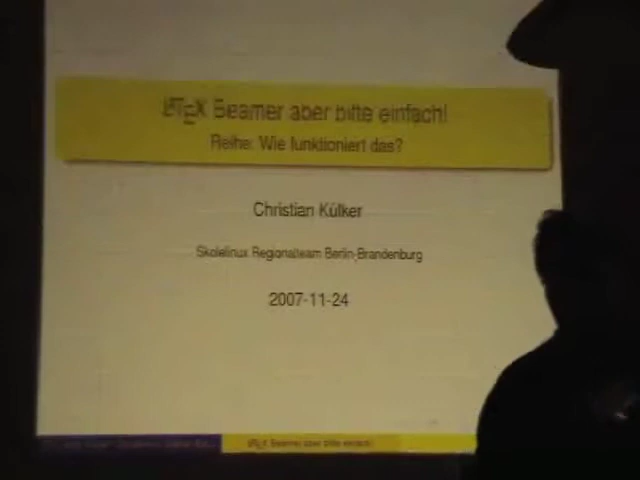 LATEX Beamer aber bitte einfach!
Reihe: Wie funktioniert das?
Christian Külker
Skolelinux Regionalteam Berlin-Brandenburg
2007-11-24
LATEX Beamer aber bitte einfach!